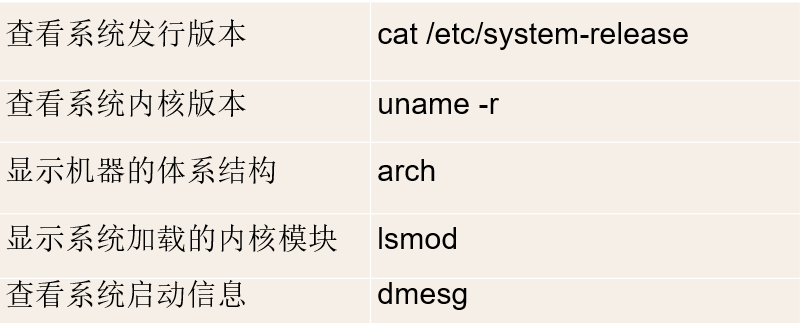 查看系统发行版本 cat /etc/system-release
查看系统内核版本 uname -r
显示机器的体系结构 arch
显示系统加载的内核模块 lsmod
查看系统启动信息 dmesg